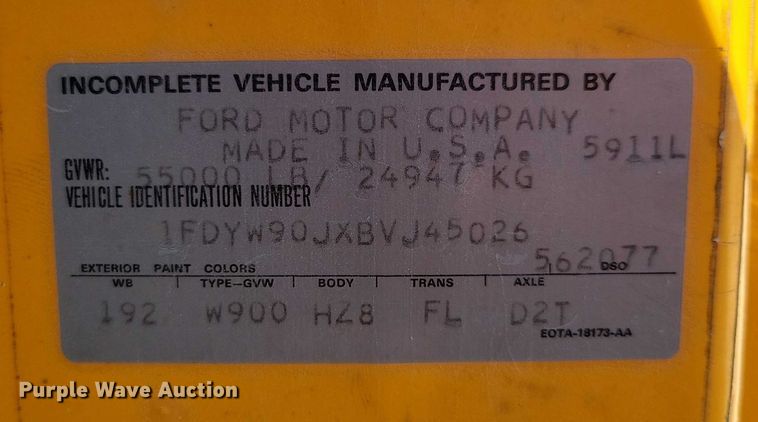 INCOMPLETE VEHICLE MANUFACTURED BY
FORD MOTOR COMPANY
MADE IN U.S.A. 5911L
GVWR: 55000 LB/ 24947 KG
VEHICLE IDENTIFICATION NUMBER
1FDYW90JXBVJ45026
562077
EXTERIOR PAINT COLORS DSO
WB TYPE-GVW BODY TRANS AXLE
192 W900 HZ8 FL D2T
EOTA-18173-AA
Purple Wave Auction